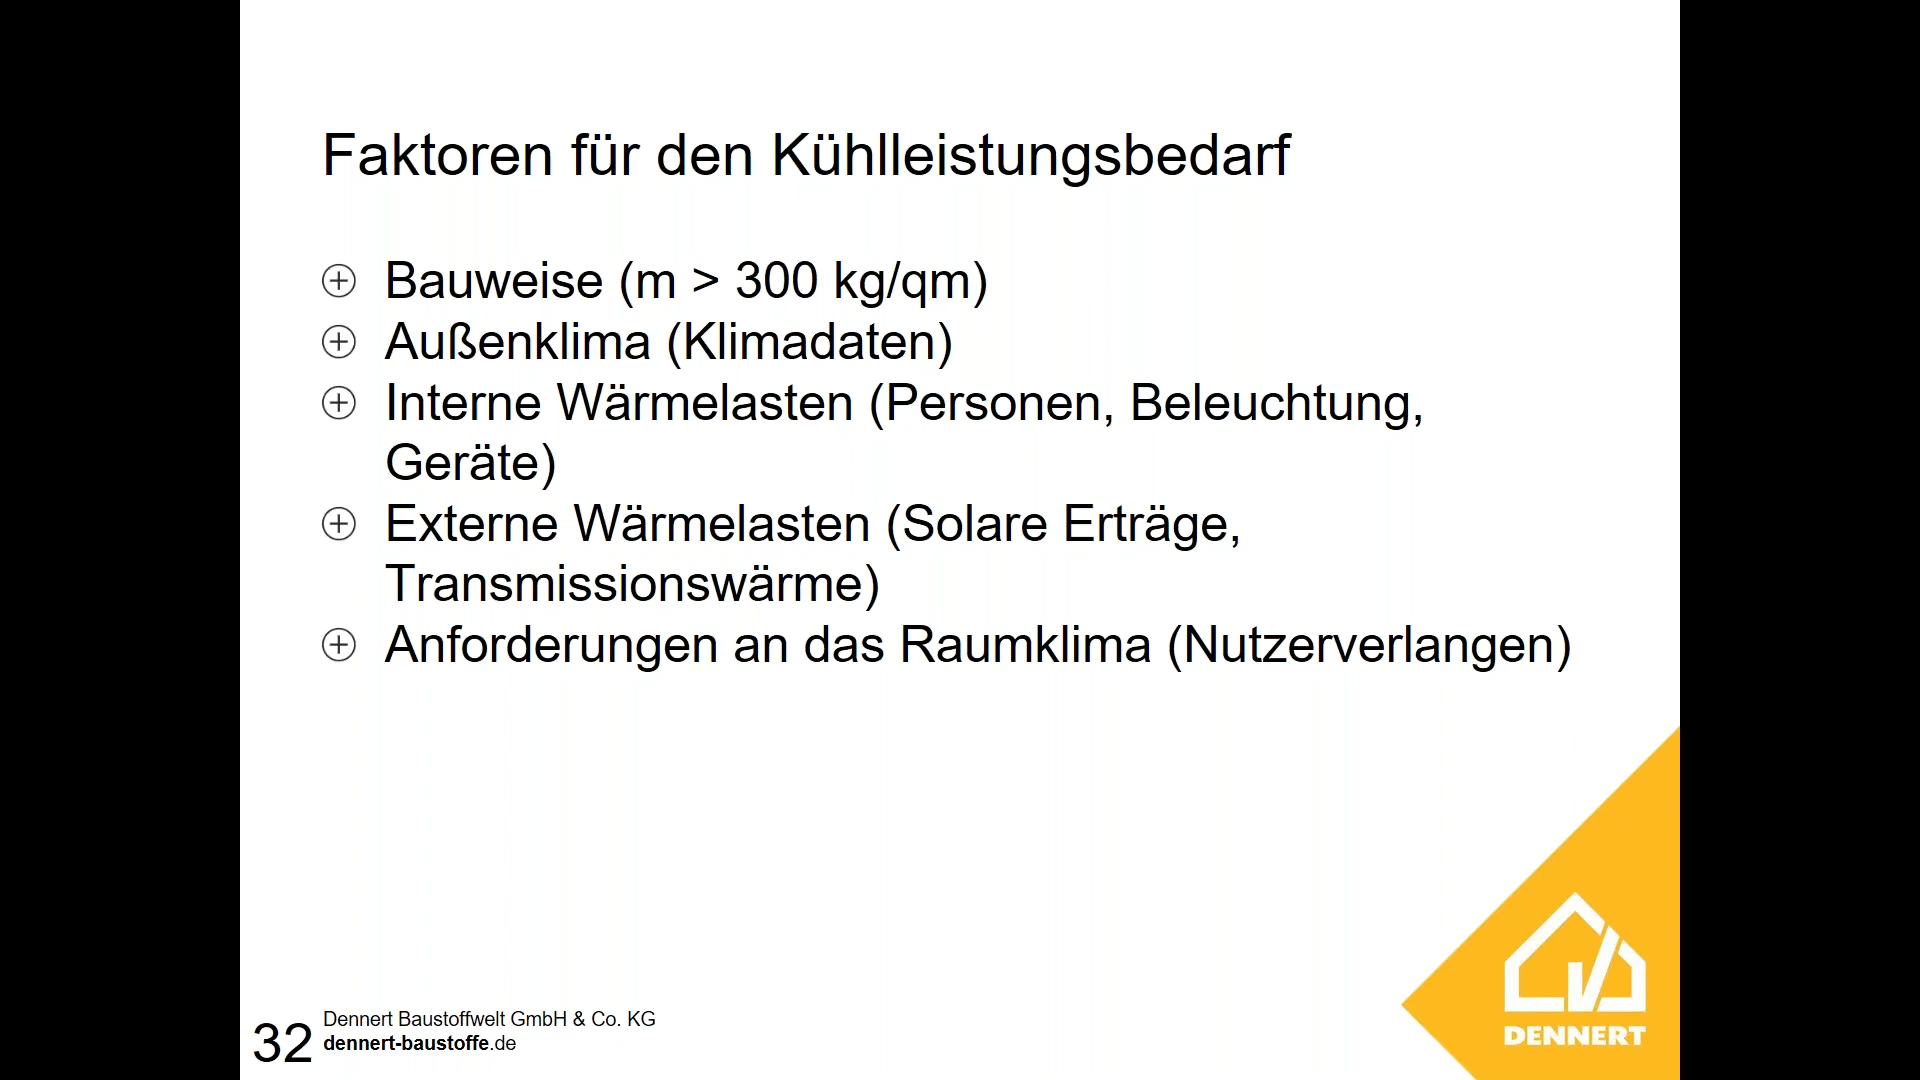 Faktoren für den Kühlleistungsbedarf
Bauweise (m > 300 kg/qm)
Außenklima (Klimadaten)
Interne Wärmelasten (Personen, Beleuchtung,
Geräte)
Externe Wärmelasten (Solare Erträge,
Transmissionswärme)
Anforderungen an das Raumklima (Nutzerverlangen)
32
Dennert Baustoffwelt GmbH & Co. KG
dennert-baustoffe.de
DENNERT